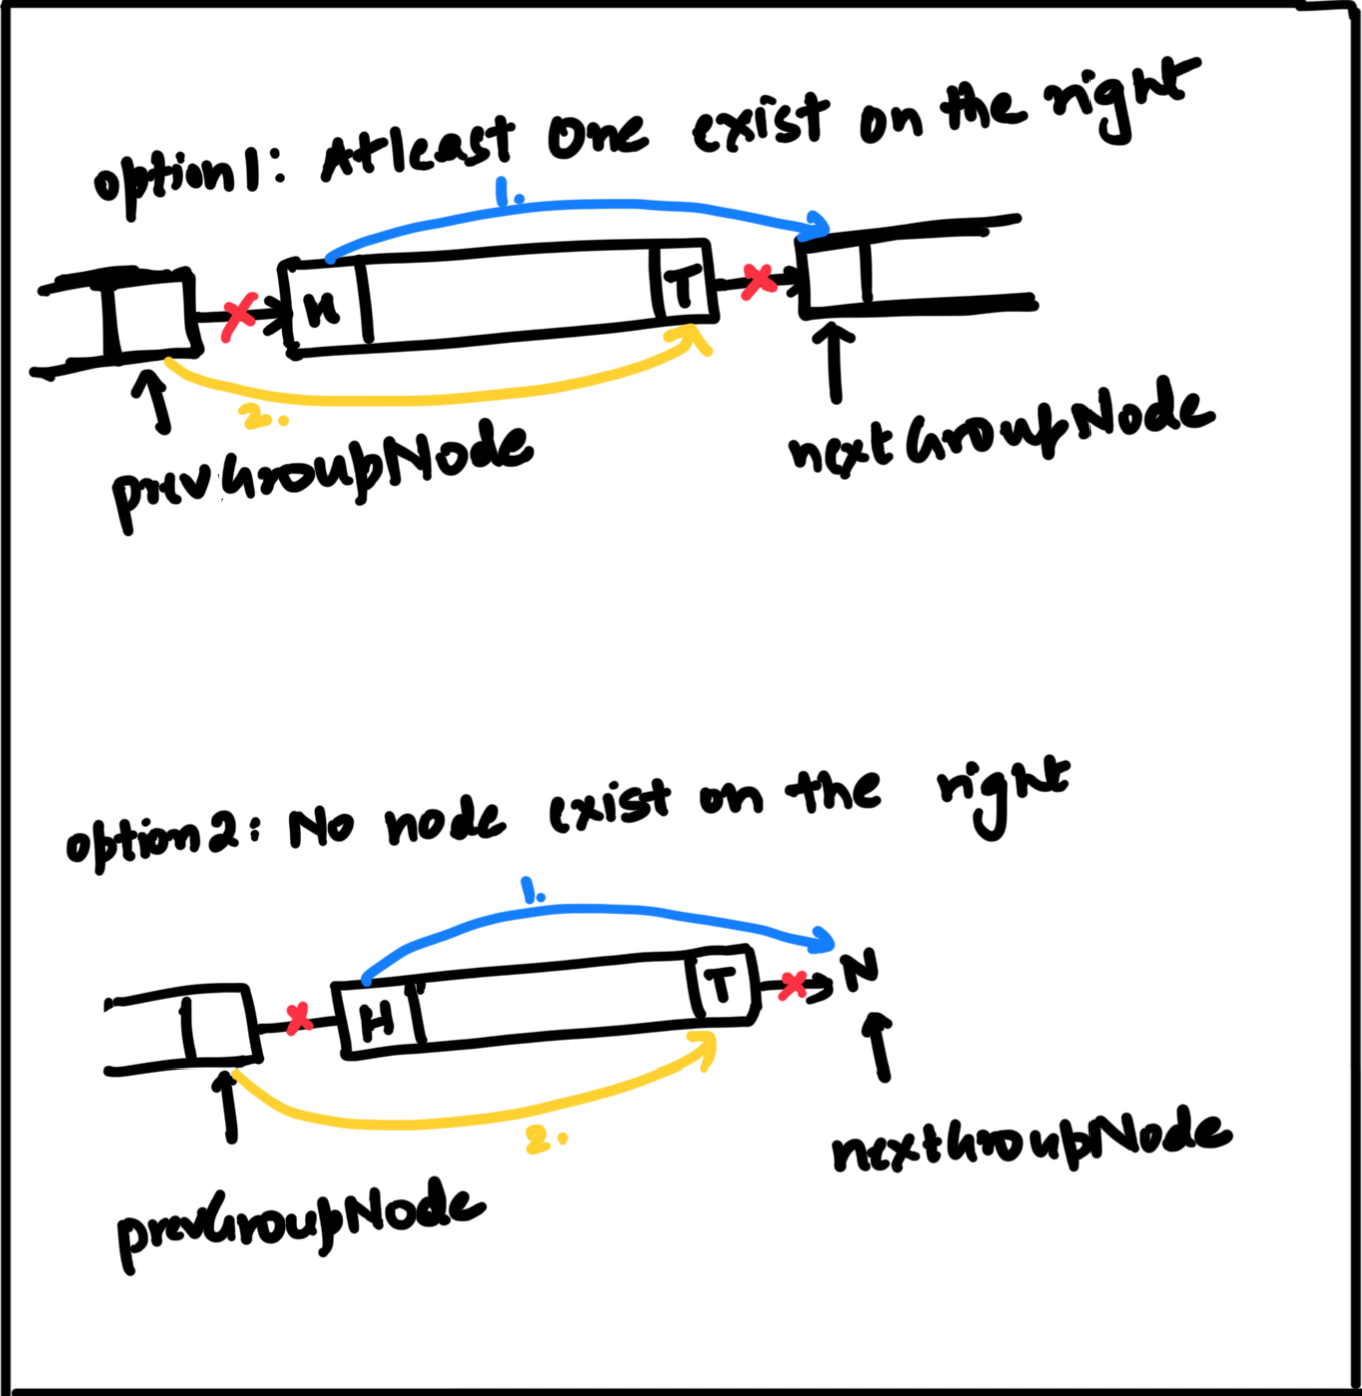 option1: Atleast One exist on the right
1.
H T
2.
prevGroupNode nextGroupNode
option2: No node exist on the right
1.
H T N
2.
prevGroupNode nextGroupNode